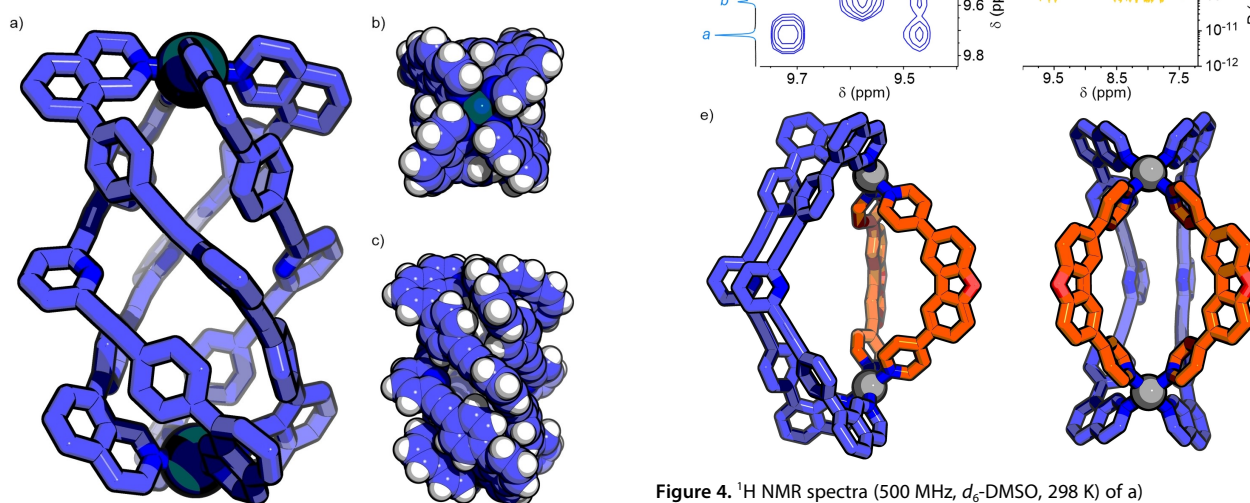 a)
b)
c)
b
a
9.6
9.8
δ (ppm)
9.7
9.5
δ (ppm)
10⁻¹¹
10⁻¹²
9.5
8.5
7.5
δ (ppm)
e)
Figure 4. ¹H NMR spectra (500 MHz, d₆-DMSO, 298 K) of a)